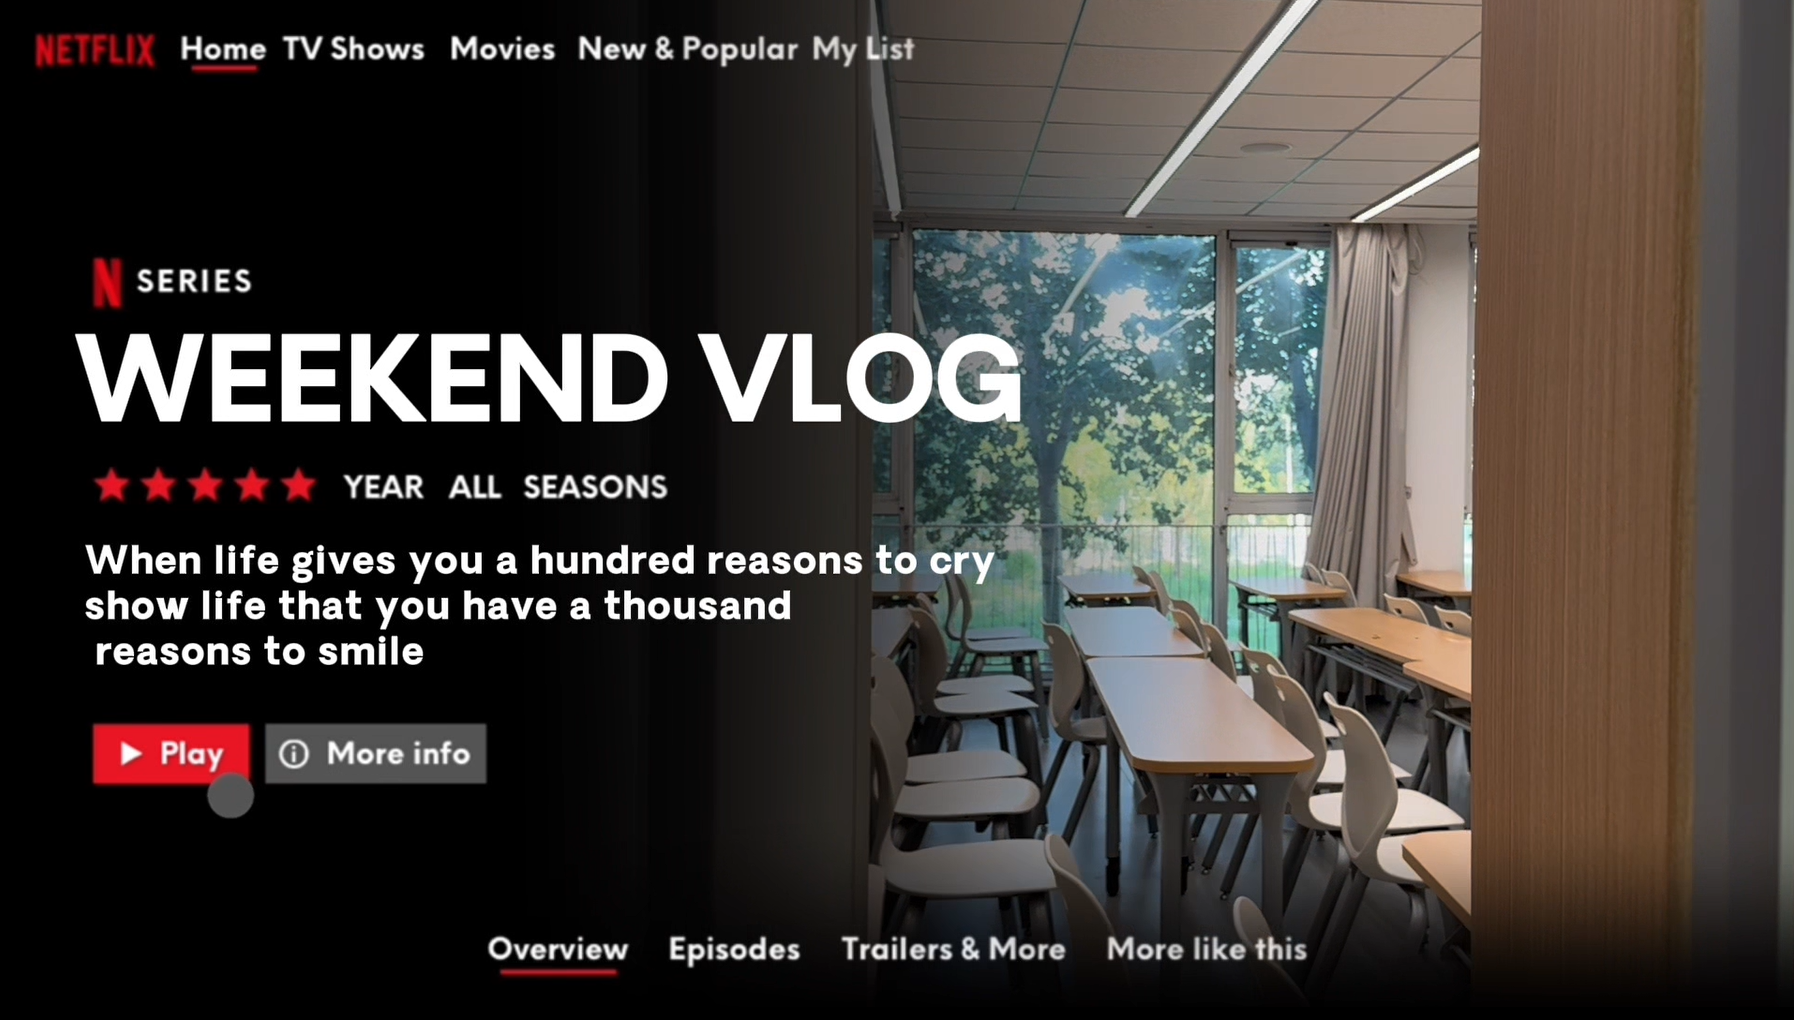 NETFLIX Home TV Shows Movies New & Popular My List
N SERIES
WEEKEND VLOG
YEAR ALL SEASONS
When life gives you a hundred reasons to cry
show life that you have a thousand
reasons to smile
Play More info
Overview Episodes Trailers & More More like this